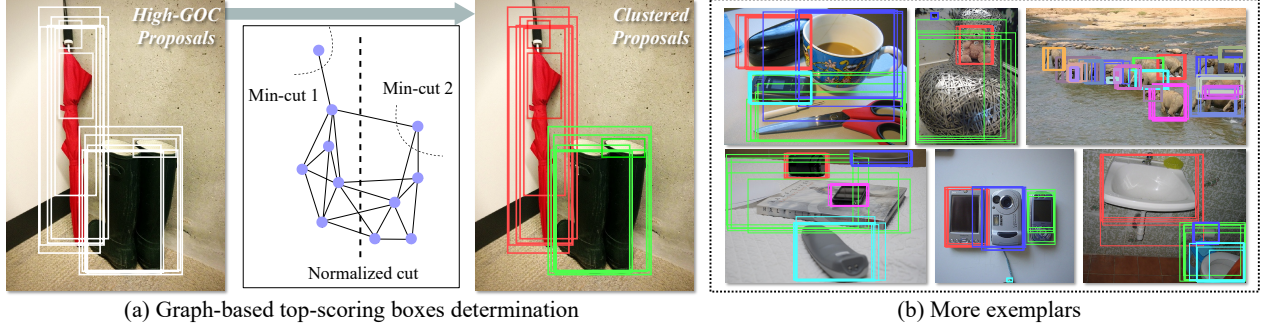 High-GOC
Proposals
Min-cut 1
Min-cut 2
Normalized cut
Clustered
Proposals
(a) Graph-based top-scoring boxes determination
(b) More exemplars